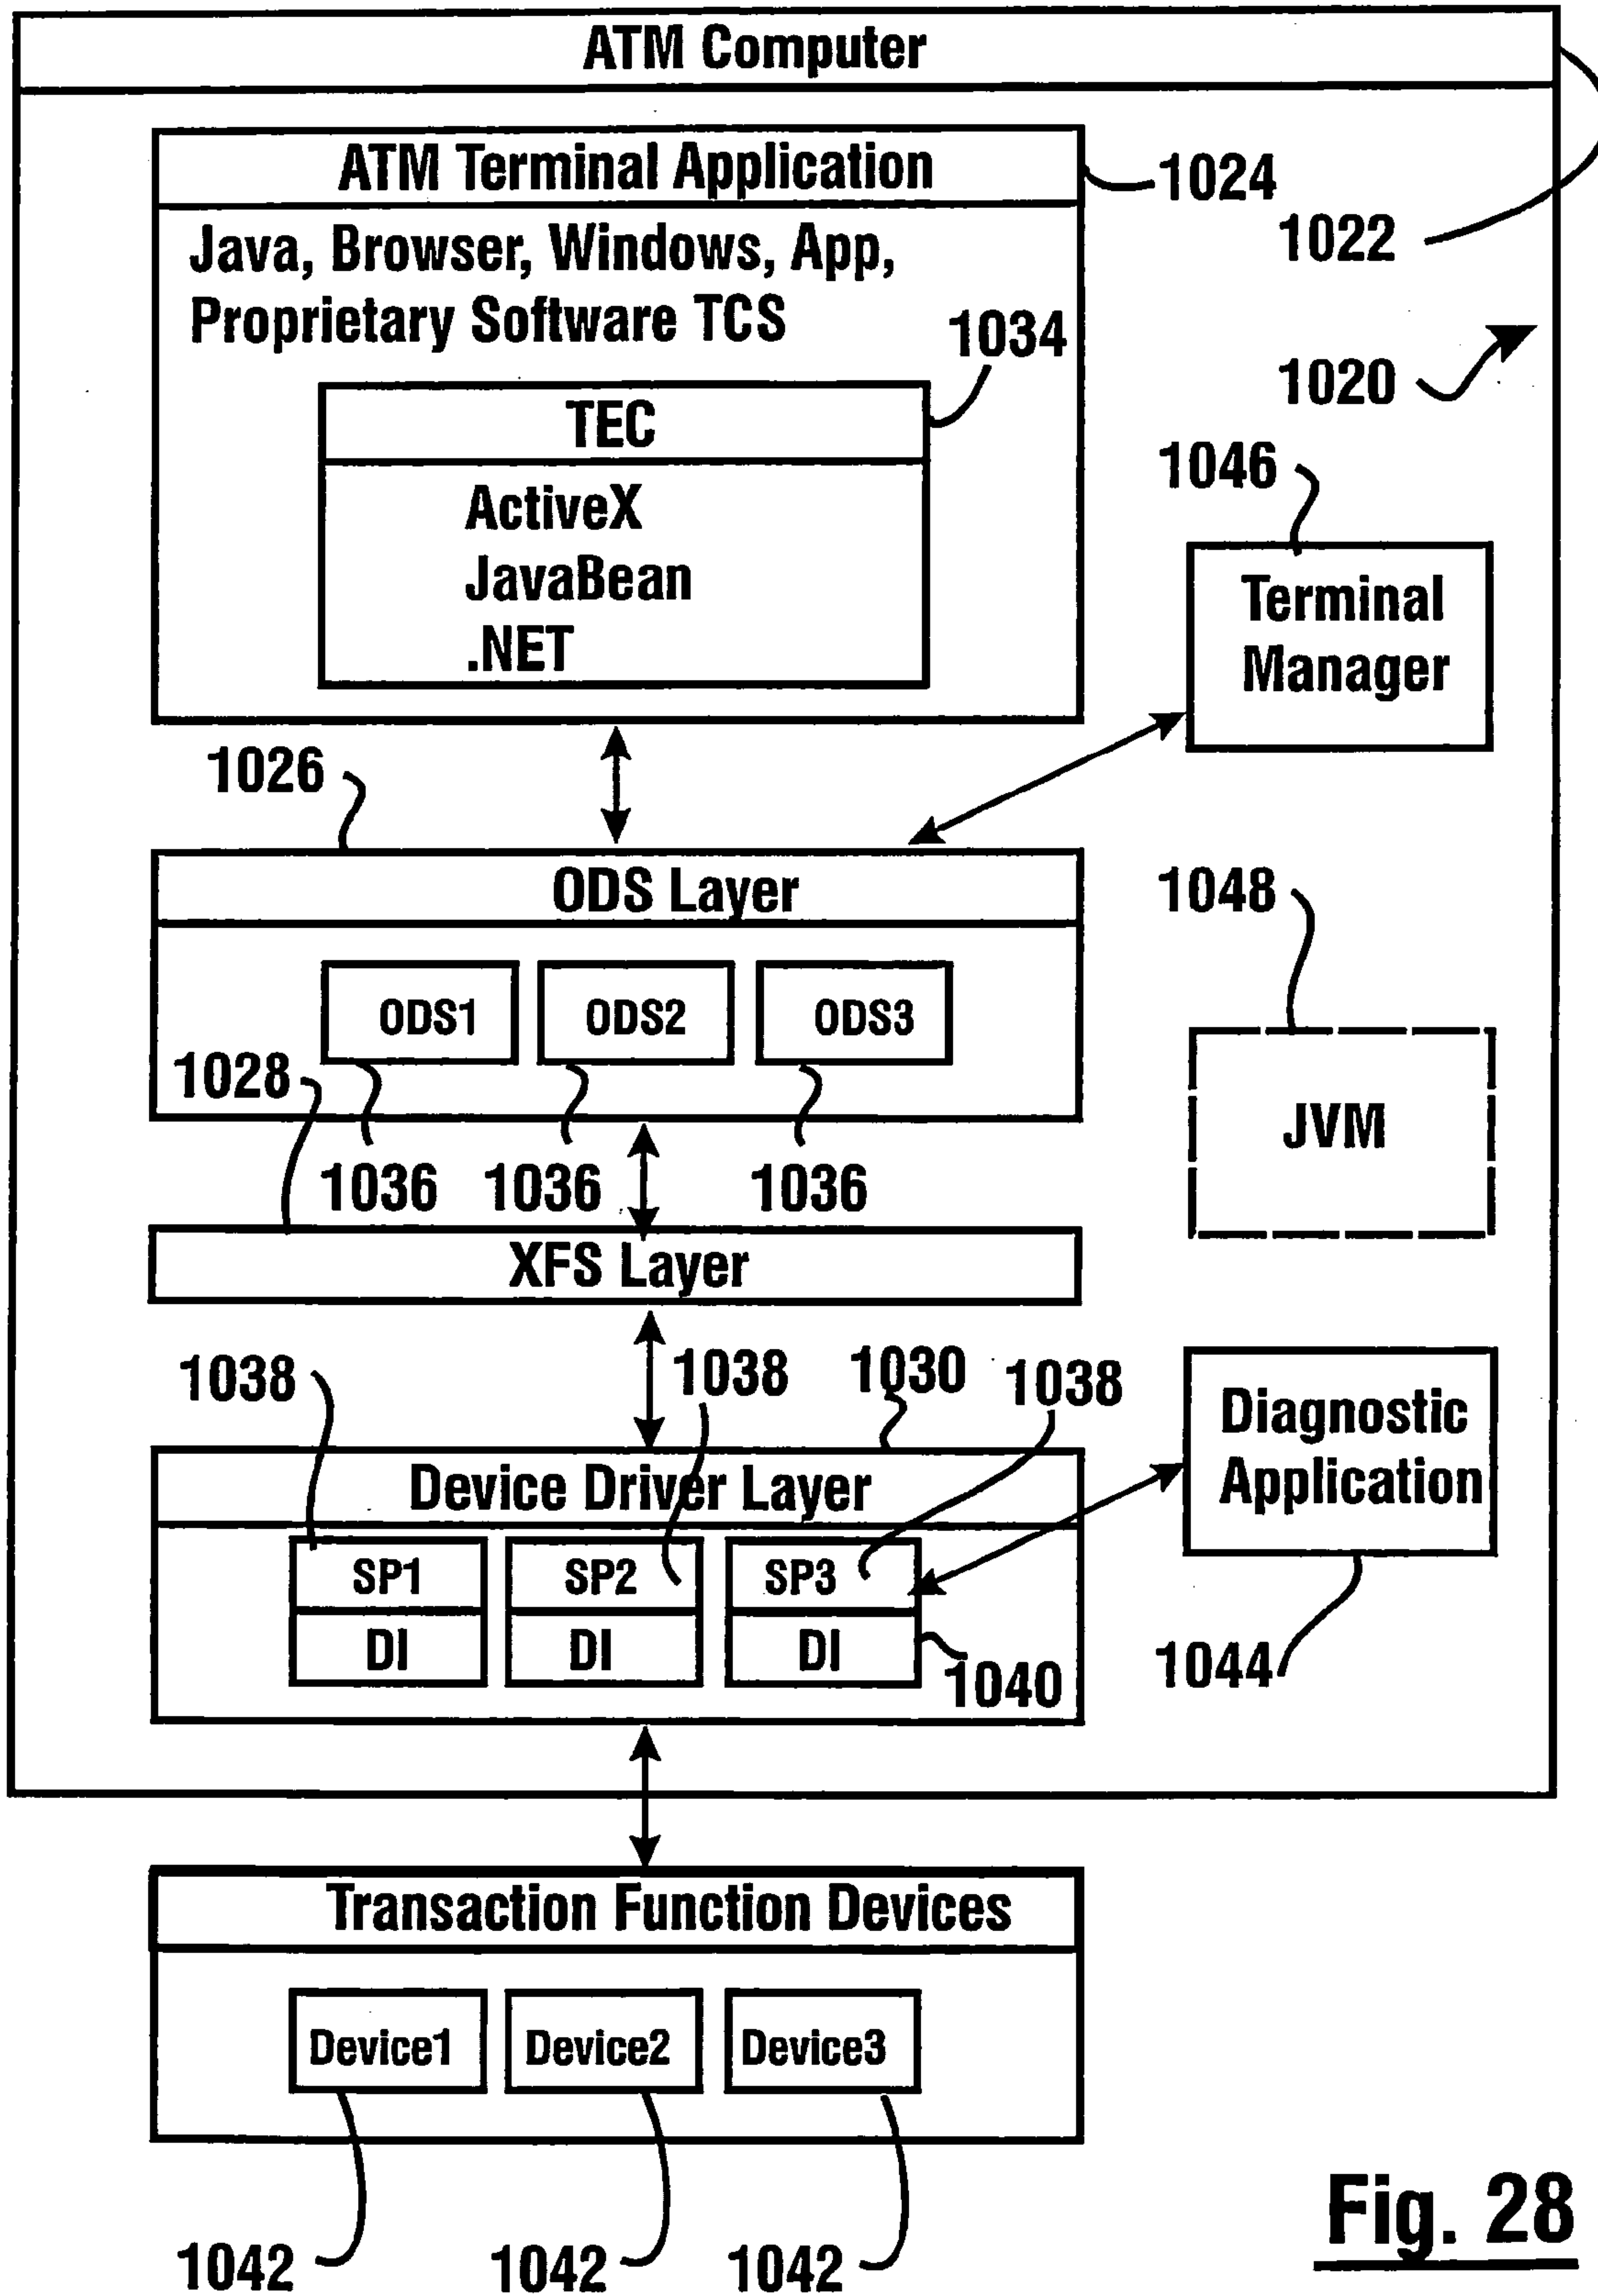 ATM Computer
ATM Terminal Application
1024
Java, Browser, Windows, App,
Proprietary Software TCS
1022
1034
1020
TEC
ActiveX
JavaBean
.NET
1046
Terminal
Manager
1026
ODS Layer
1048
ODS1 ODS2 ODS3
1028
JVM
1036 1036 1036
XFS Layer
1038 1038 1030 1038
Diagnostic
Application
Device Driver Layer
SP1 SP2 SP3
DI DI DI
1040
1044
Transaction Function Devices
Device1 Device2 Device3
1042 1042 1042
Fig. 28